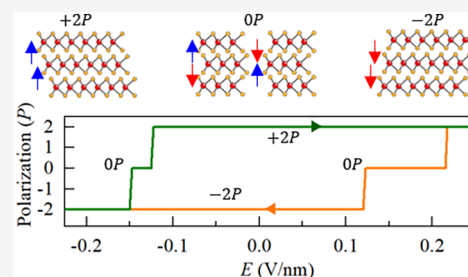 +2P 0P −2P
Polarization (P)
2
1
0
-1
-2
+2P
0P 0P
−2P
-0.2 -0.1 0.0 0.1 0.2
E (V/nm)